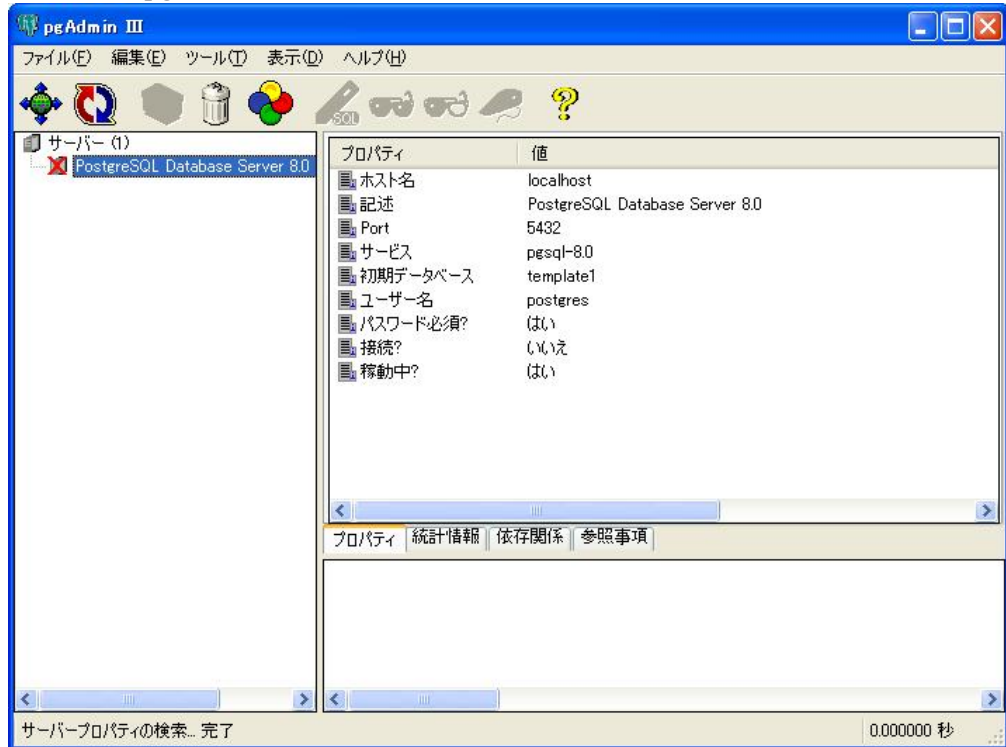 pgAdmin III
ファイル(F) 編集(E) ツール(T) 表示(D) ヘルプ(H)
SQL
サーバー (1)
PostgreSQL Database Server 8.0
プロパティ 値
ホスト名 localhost
記述 PostgreSQL Database Server 8.0
Port 5432
サービス pgsql-8.0
初期データベース template1
ユーザー名 postgres
パスワード必須? はい
接続? いいえ
稼動中? はい
プロパティ 統計情報 依存関係 参照事項
サーバープロパティの検索... 完了 0.000000 秒